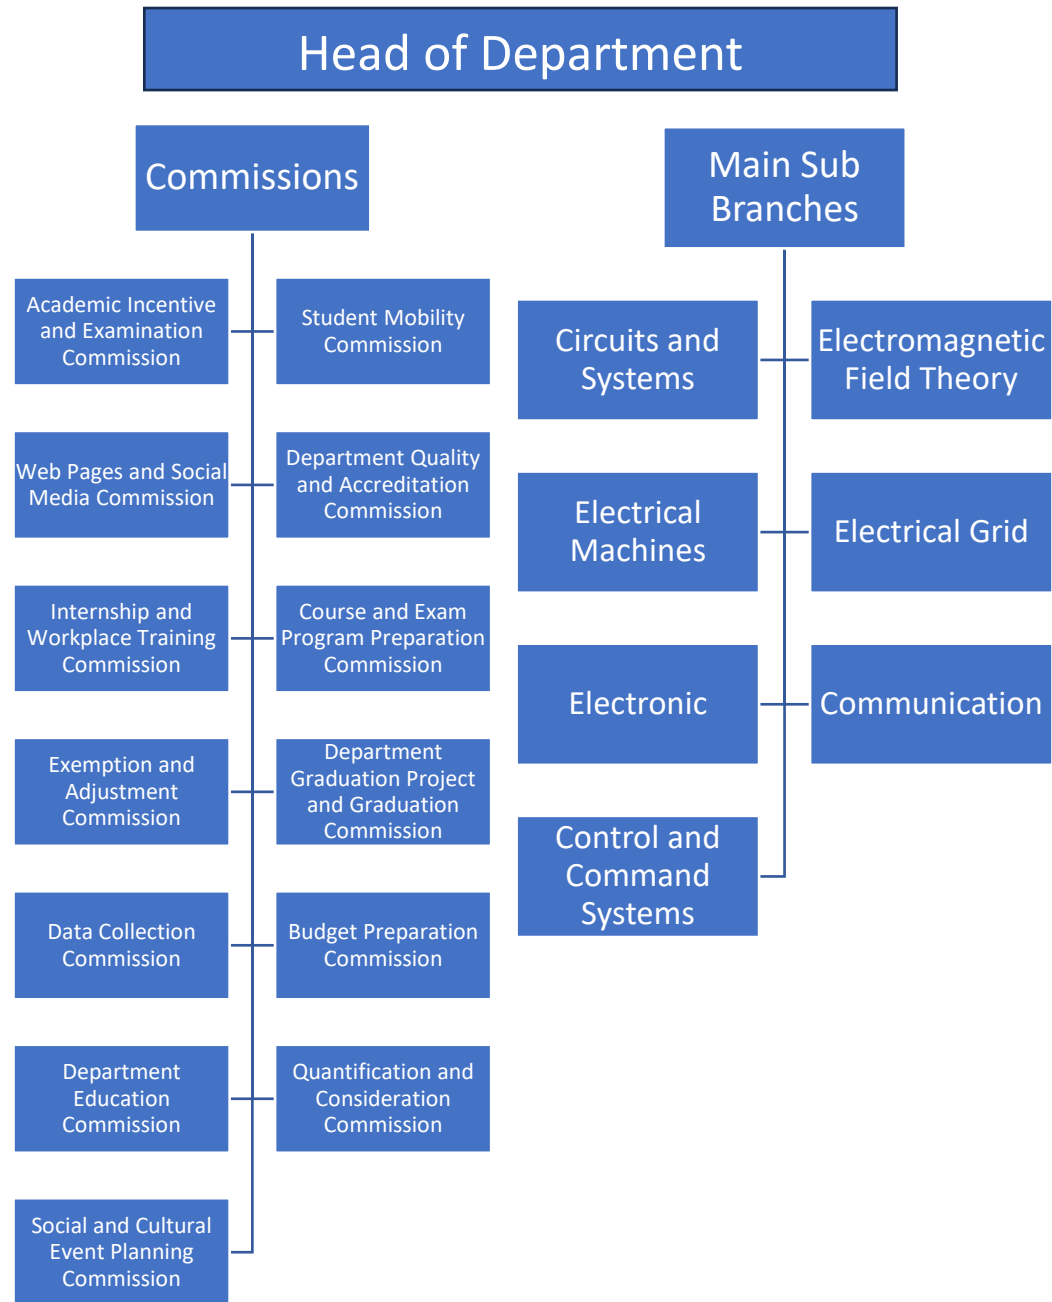 Head of Department
Commissions
Academic Incentive
and Examination
Commission
Student Mobility
Commission
Web Pages and Social
Media Commission
Department Quality
and Accreditation
Commission
Internship and
Workplace Training
Commission
Course and Exam
Program Preparation
Commission
Exemption and
Adjustment
Commission
Department
Graduation Project
and Graduation
Commission
Data Collection
Commission
Budget Preparation
Commission
Department
Education
Commission
Quantification and
Consideration
Commission
Social and Cultural
Event Planning
Commission
Main Sub
Branches
Circuits and
Systems
Electromagnetic
Field Theory
Electrical
Machines
Electrical Grid
Electronic
Communication
Control and
Command
Systems